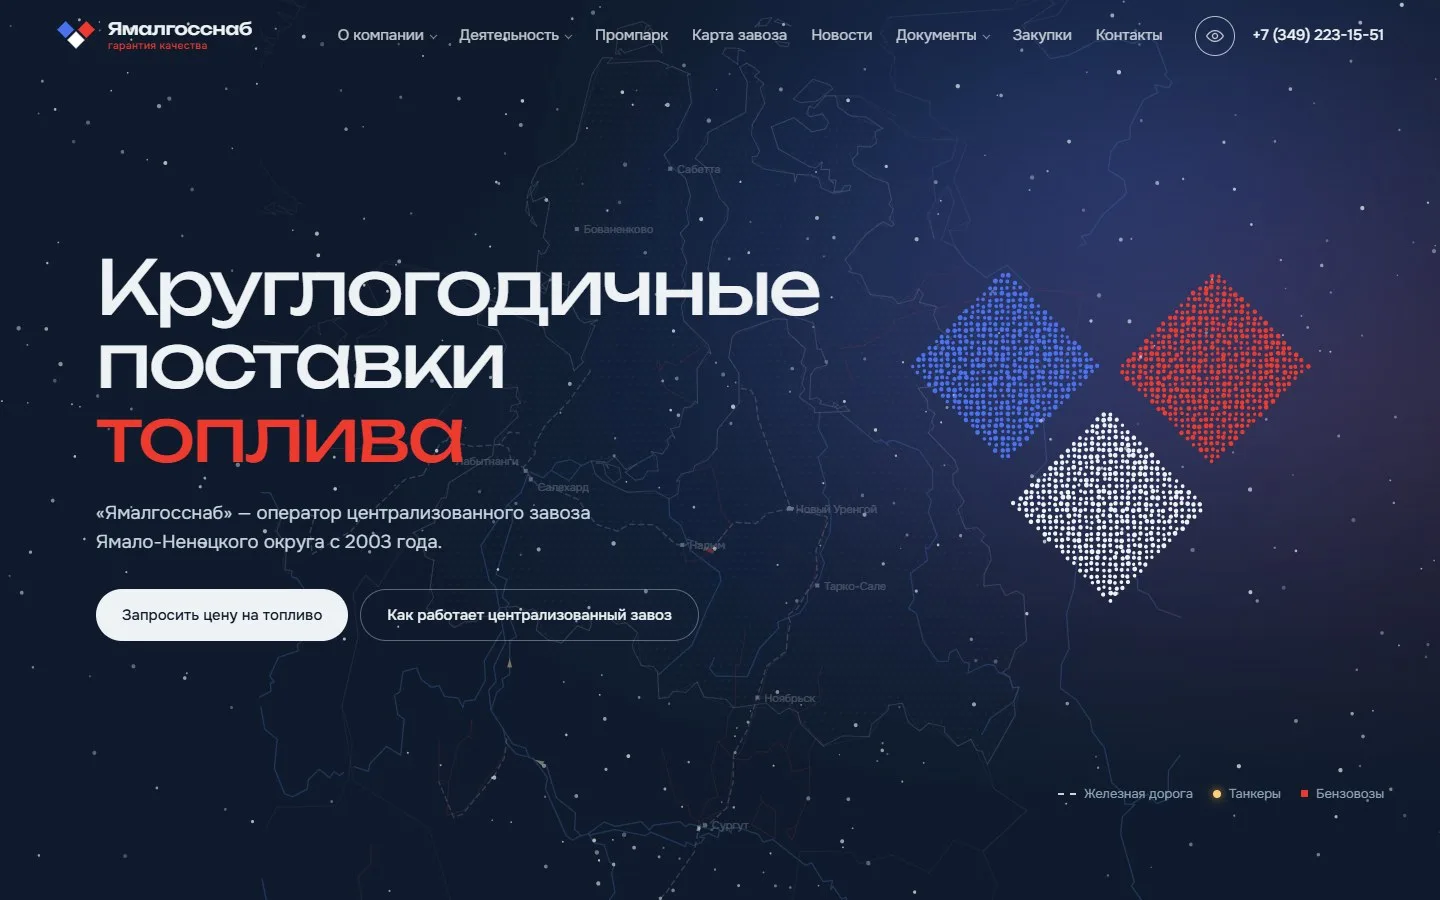 Ямалгосснаб
гарантия качества
О компании
Деятельность
Промпарк
Карта завоза
Новости
Документы
Закупки
Контакты
+7 (349) 223-15-51
Сабетта
Бованенково
Круглогодичные
поставки
топлива
Лабытнанги
Салехард
«Ямалгосснаб» — оператор централизованного завоза
Ямало-Ненецкого округа с 2003 года.
Новый Уренгой
Надым
Тарко-Сале
Запросить цену на топливо
Как работает централизованный завоз
Ноябрьск
Железная дорога
Танкеры
Бензовозы
Сургут